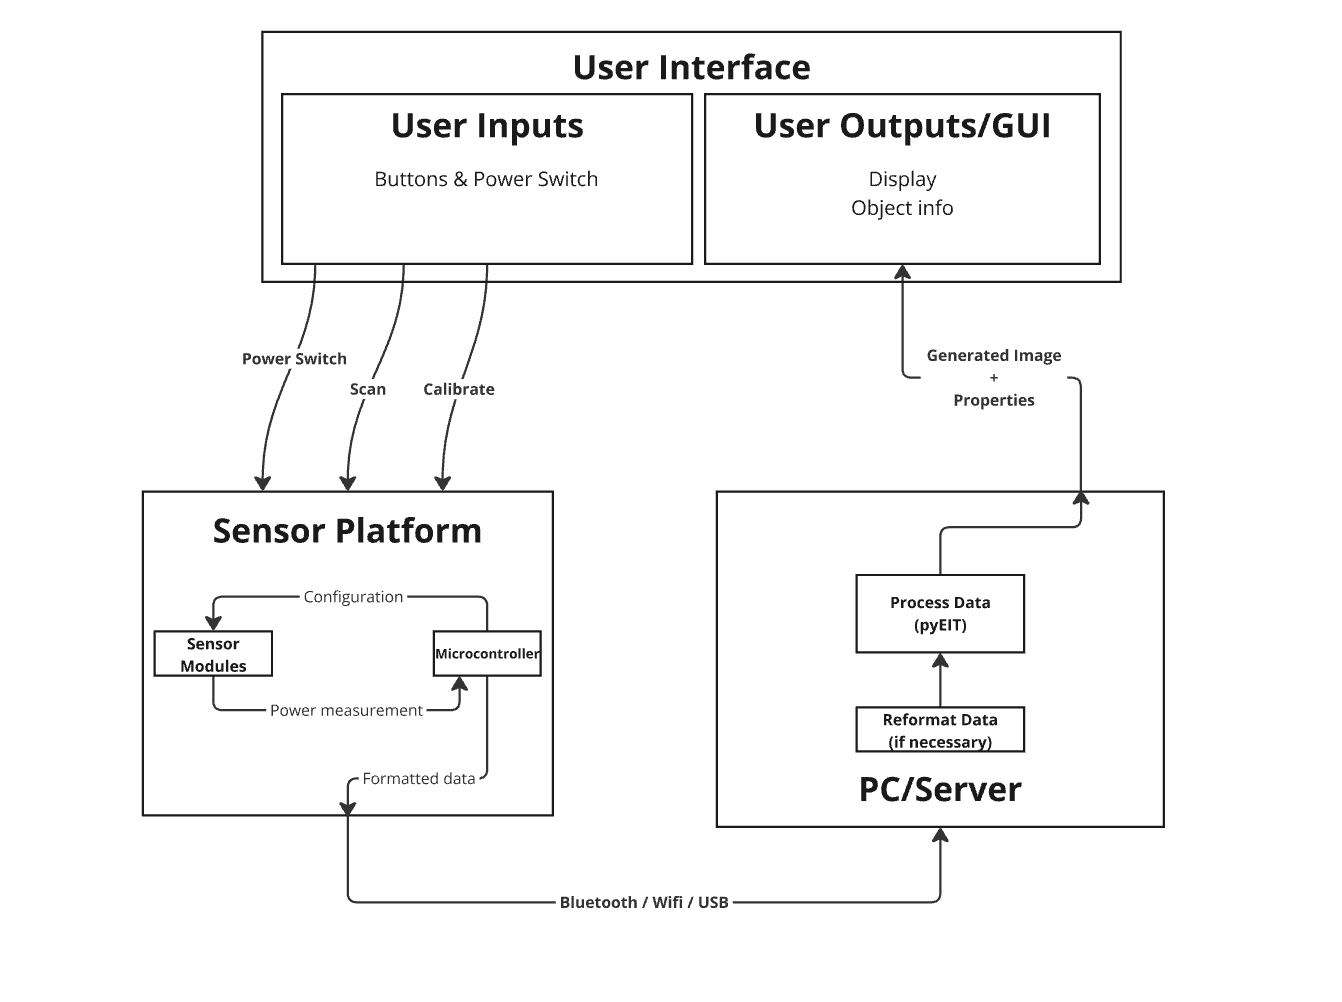 User Interface
User Inputs
Buttons & Power Switch
User Outputs/GUI
Display
Object info
Power Switch
Scan
Calibrate
Generated Image
+
Properties
Sensor Platform
Configuration
Sensor
Modules
Microcontroller
Power measurement
Formatted data
Process Data
(pyEIT)
Reformat Data
(if necessary)
PC/Server
Bluetooth / Wifi / USB